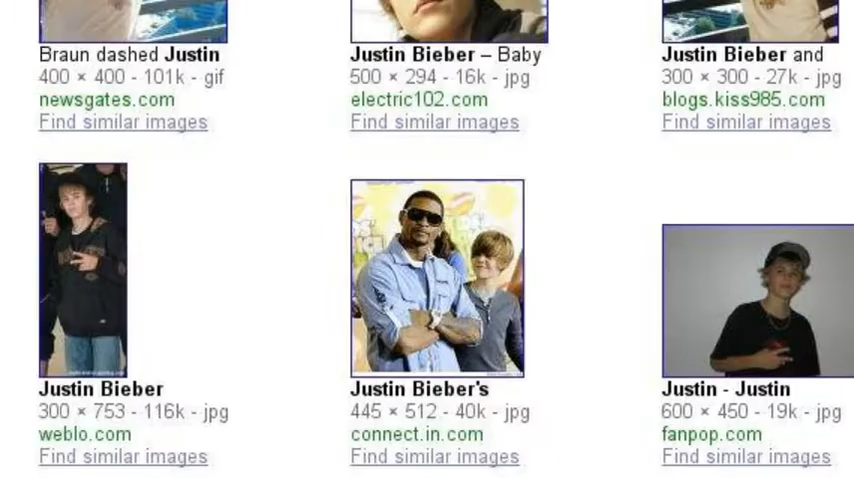 Braun dashed Justin
400 × 400 - 101k - gif
newsgates.com
Find similar images
Justin Bieber – Baby
500 × 294 - 16k - jpg
electric102.com
Find similar images
Justin Bieber and
300 × 300 - 27k - jpg
blogs.kiss985.com
Find similar images
Justin Bieber
300 × 753 - 116k - jpg
weblo.com
Find similar images
Justin Bieber's
445 × 512 - 40k - jpg
connect.in.com
Find similar images
Justin - Justin
600 × 450 - 19k - jpg
fanpop.com
Find similar images